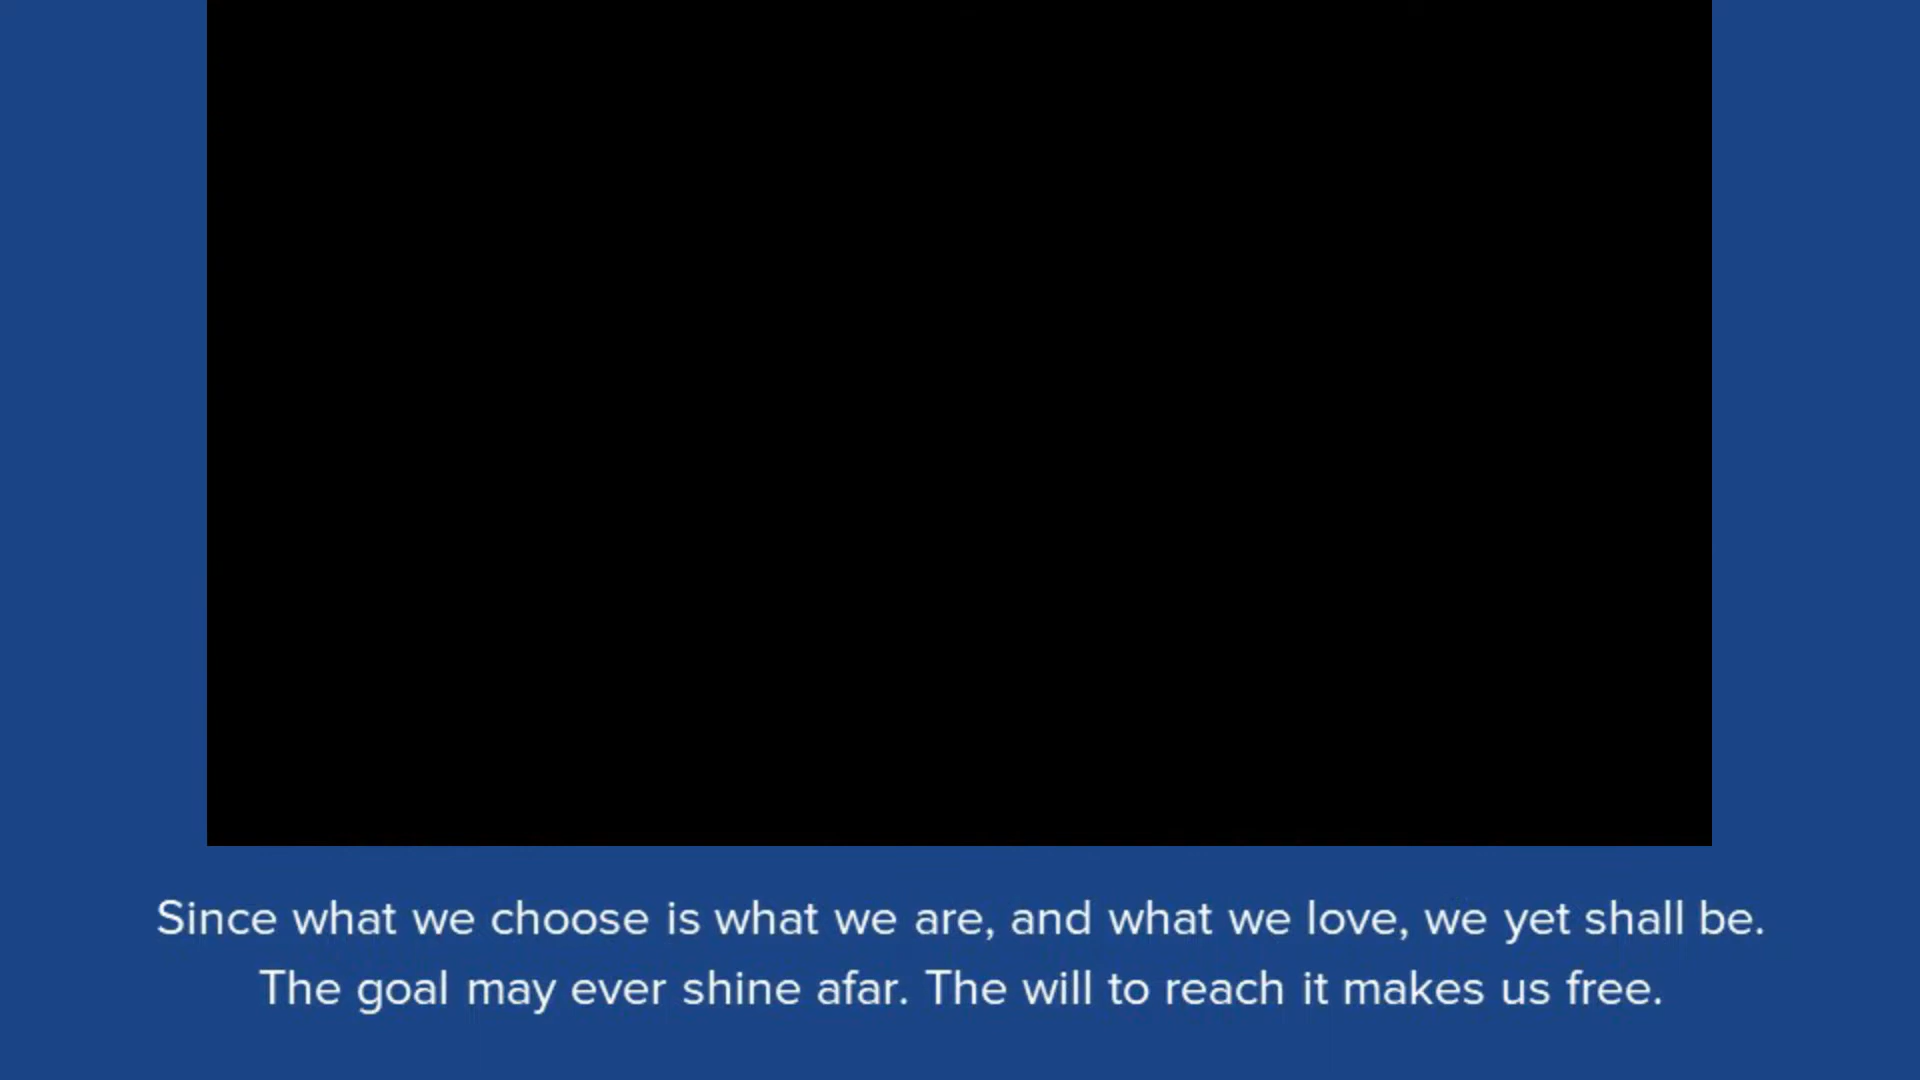 Since what we choose is what we are, and what we love, we yet shall be.
The goal may ever shine afar. The will to reach it makes us free.